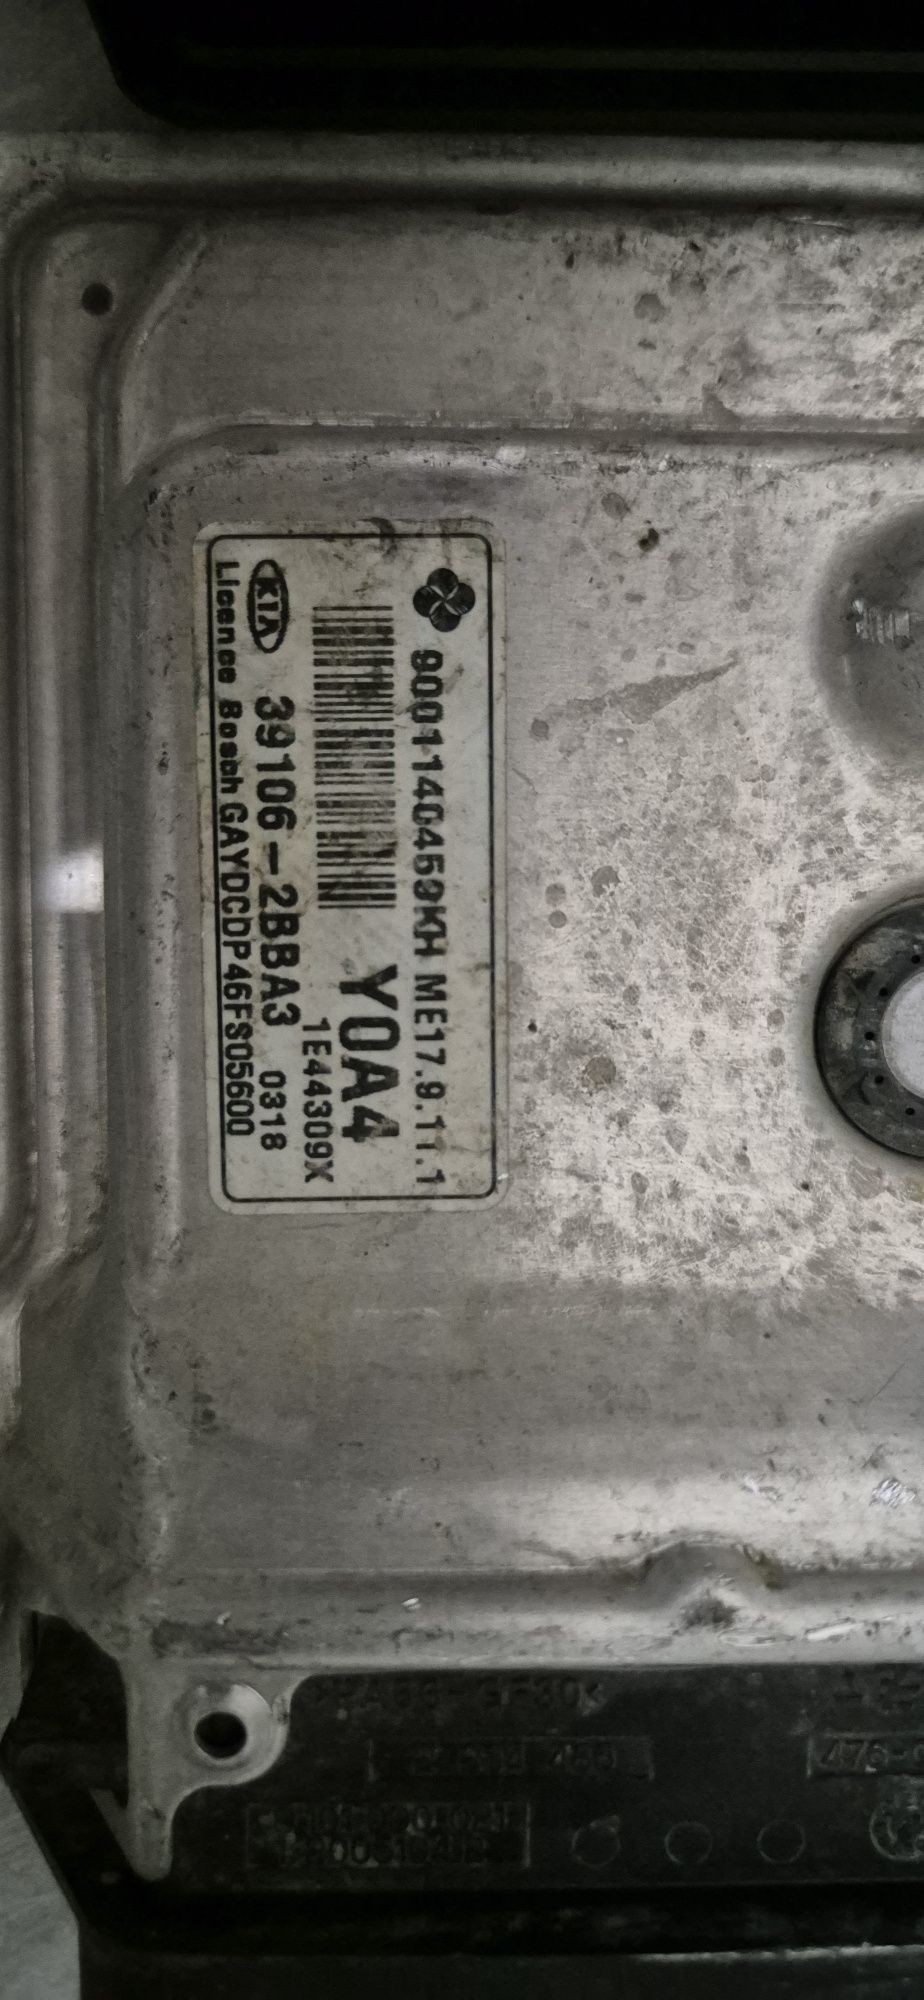 9001140459KH ME17.9.11.1
Y0A4
1E44309X
KIA 39106-2BBA3 0318
Licence Bosch GAYDCDP46FS05600